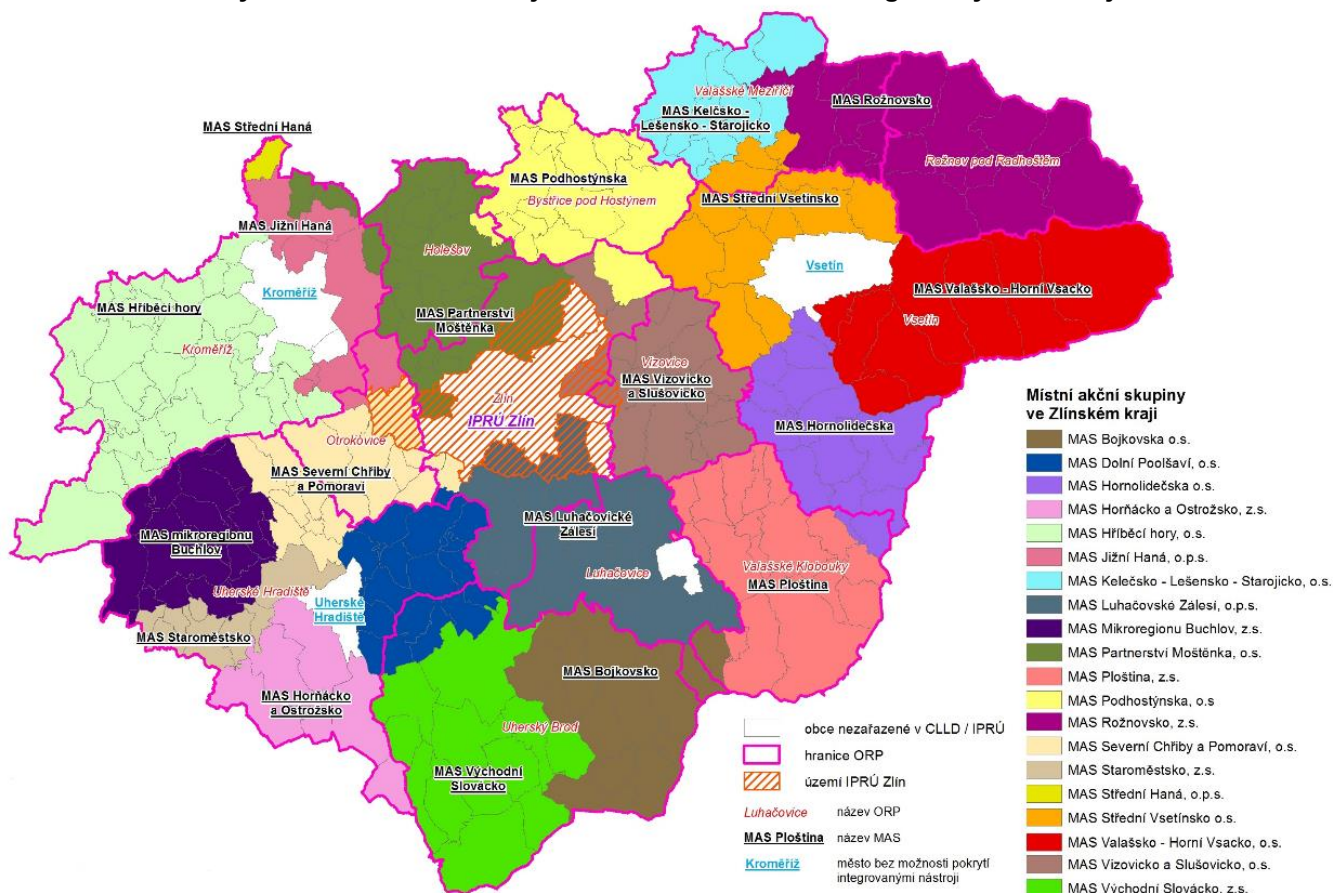 Valašské Meziříčí
MAS Kelčsko -
Lešensko - Starojicko
MAS Rožnovsko
Rožnov pod Radhoštěm
MAS Střední Haná
MAS Podhostýnska
Bystřice pod Hostýnem
MAS Střední Vsetínsko
MAS Jižní Haná
Holešov
Kroměříž
Vsetín
MAS Hříběcí hory
MAS Partnerství
Moštěnka
MAS Valašsko - Horní Vsacko
Vsetín
Kroměříž
Vizovice
MAS Vizovicko
a Slušovicko
Zlín
IPRÚ Zlín
MAS Hornolidečska
Otrokovice
MAS Severní Chřiby
a Pomoraví
MAS mikroregionu
Buchlov
MAS Luhačovické
Zálesí
Luhačovice
Valašské Klobouky
MAS Ploština
Uherské Hradiště
Uherské
Hradiště
MAS Staroměstsko
MAS Bojkovsko
MAS Horňácko
a Ostrožsko
Uherský Brod
MAS Východní
Slovácko
obce nezařazené v CLLD / IPRÚ
hranice ORP
území IPRÚ Zlín
Luhačovice název ORP
MAS Ploština název MAS
Kroměříž město bez možnosti pokrytí
integrovanými nástroji
Místní akční skupiny
ve Zlínském kraji
MAS Bojkovska o.s.
MAS Dolní Poolšaví, o.s.
MAS Hornolidečska o.s.
MAS Horňácko a Ostrožsko, z.s.
MAS Hříběcí hory, o.s.
MAS Jižní Haná, o.p.s.
MAS Kelečsko - Lešensko - Starojicko, o.s.
MAS Luhačovské Zálesí, o.p.s.
MAS Mikroregionu Buchlov, z.s.
MAS Partnerství Moštěnka, o.s.
MAS Ploština, z.s.
MAS Podhostýnska, o.s
MAS Rožnovsko, z.s.
MAS Severní Chřiby a Pomoraví, o.s.
MAS Staroměstsko, z.s.
MAS Střední Haná, o.p.s.
MAS Střední Vsetínsko o.s.
MAS Valašsko - Horní Vsacko, o.s.
MAS Vizovicko a Slušovicko, o.s.
MAS Východní Slovácko, z.s.